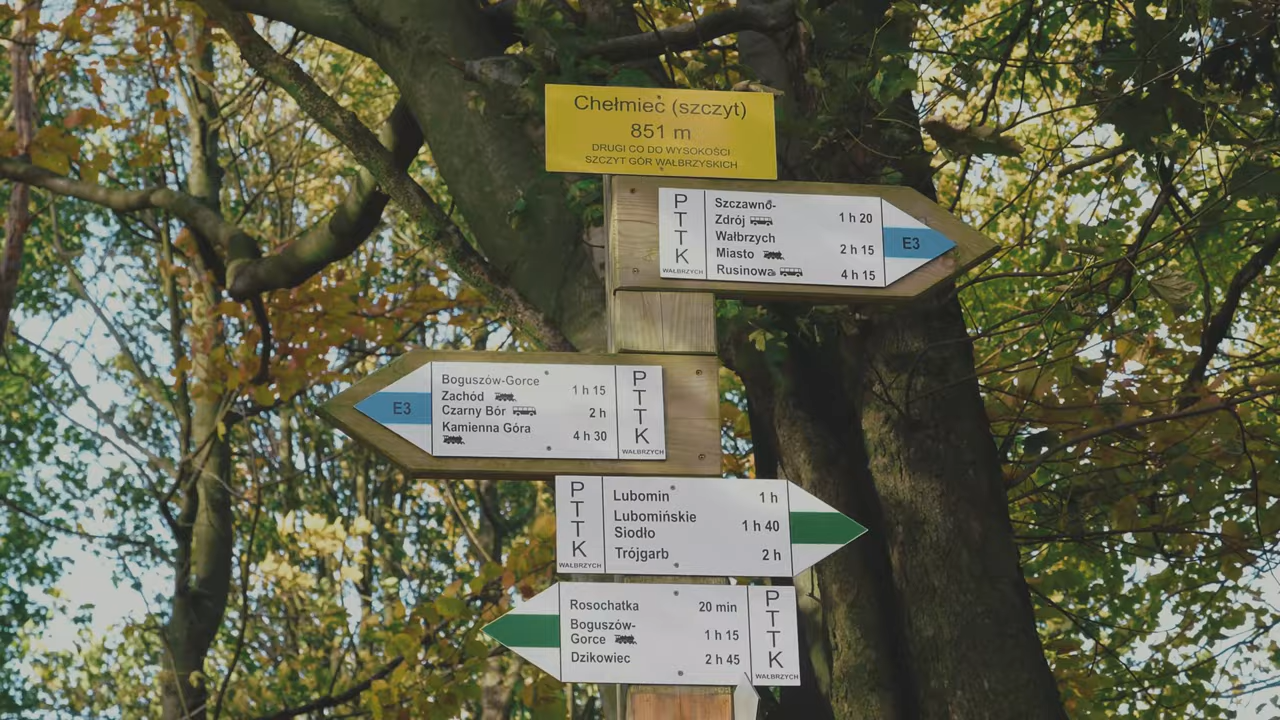 Chełmiec (szczyt)
851 m
DRUGI CO DO WYSOKOŚCI
SZCZYT GÓR WAŁBRZYSKICH
PTTK
WAŁBRZYCH
Szczawno-
Zdrój 1 h 20
Wałbrzych
Miasto 2 h 15
Rusinowa 4 h 15
E3
E3
Boguszów-Gorce
Zachód 1 h 15
Czarny Bór 2 h
Kamienna Góra 4 h 30
PTTK
WAŁBRZYCH
PTTK
WAŁBRZYCH
Lubomin 1 h
Lubomińskie
Siodło 1 h 40
Trójgarb 2 h
Rosochatka 20 min
Boguszów-
Gorce 1 h 15
Dzikowiec 2 h 45
PTTK
WAŁBRZYCH